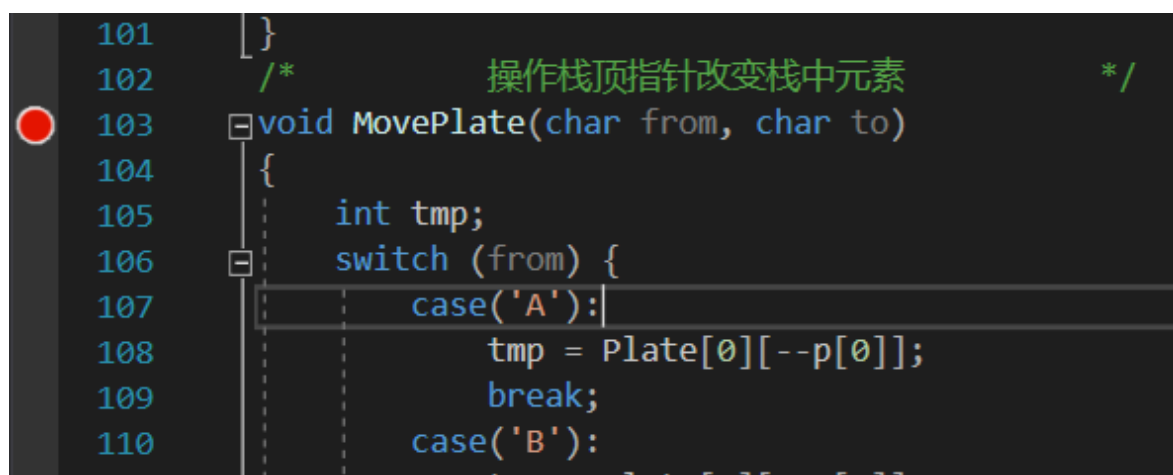 101 }
102 /* 操作栈顶指针改变栈中元素 */
103 void MovePlate(char from, char to)
104 {
105 int tmp;
106 switch (from) {
107 case('A'):
108 tmp = Plate[0][--p[0]];
109 break;
110 case('B'):